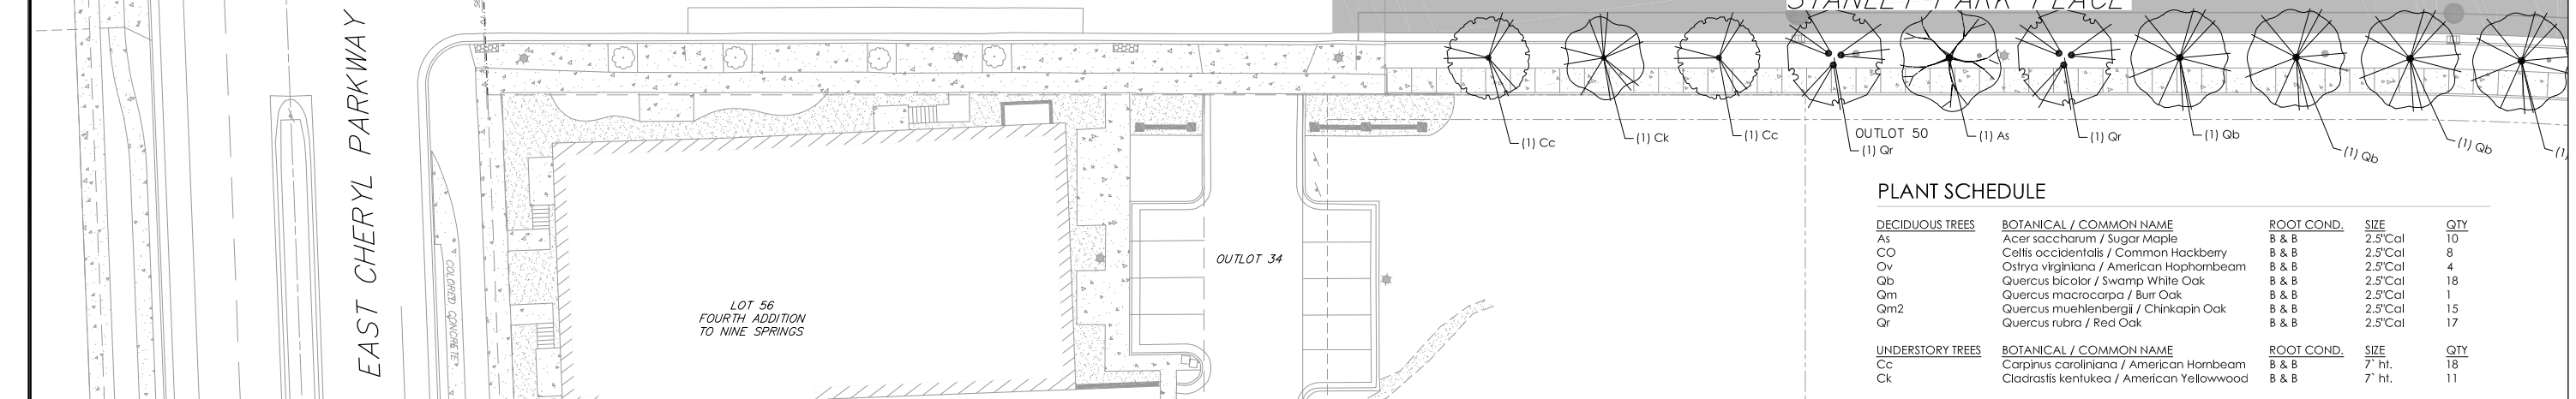 STANLEY PARK PLACE
EAST CHERYL PARKWAY
COLORED CONCRETE
LOT 56
FOURTH ADDITION
TO NINE SPRINGS
OUTLOT 34
OUTLOT 50
(1) Cc
(1) Ck
(1) Cc
(1) Qr
(1) As
(1) Qr
(1) Qb
(1) Qb
(1) Qb
(1)
PLANT SCHEDULE
DECIDUOUS TREES BOTANICAL / COMMON NAME ROOT COND. SIZE QTY
As Acer saccharum / Sugar Maple B & B 2.5"Cal 10
CO Celtis occidentalis / Common Hackberry B & B 2.5"Cal 8
Ov Ostrya virginiana / American Hophornbeam B & B 2.5"Cal 4
Qb Quercus bicolor / Swamp White Oak B & B 2.5"Cal 18
Qm Quercus macrocarpa / Burr Oak B & B 2.5"Cal 1
Qm2 Quercus muehlenbergii / Chinkapin Oak B & B 2.5"Cal 15
Qr Quercus rubra / Red Oak B & B 2.5"Cal 17
UNDERSTORY TREES BOTANICAL / COMMON NAME ROOT COND. SIZE QTY
Cc Carpinus caroliniana / American Hornbeam B & B 7` ht. 18
Ck Cladrastis kentukea / American Yellowwood B & B 7` ht. 11